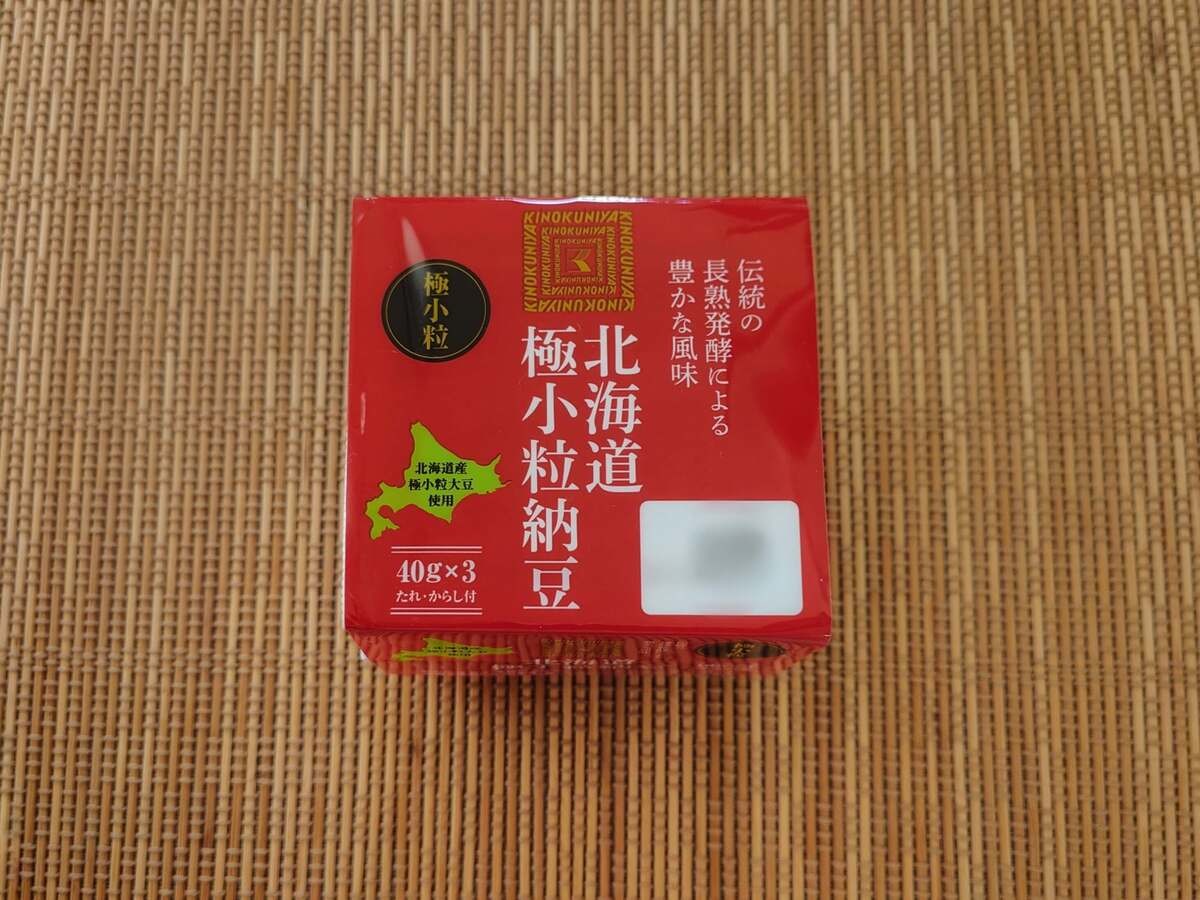 KINOKUNIYA
伝統の
長熟発酵による
豊かな風味
極小粒
北海道
極小粒納豆
北海道産
極小粒大豆
使用
40g×3
たれ・からし付